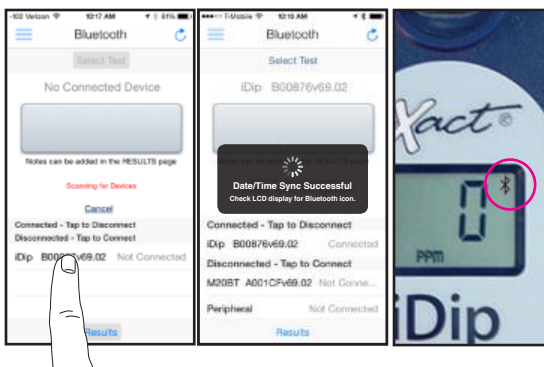 -102 Verizon 10:17 AM 81%
Bluetooth
Select Test
No Connected Device
Notes can be added in the RESULTS page
Scanning for Devices
Cancel
Connected - Tap to Disconnect
Disconnected - Tap to Connect
iDip Not Connected
Results
T-Mobile 10:19 AM
Bluetooth
Select Test
iDip B00876v69.02
Date/Time Sync Successful
Check LCD display for Bluetooth icon.
Connected - Tap to Disconnect
iDip B00876v69.02 Connected
Disconnected - Tap to Connect
M20BT A001CFv69.02 Not Conne...
Peripheral Not Connected
Results
Xact®
0
PPM
iDip